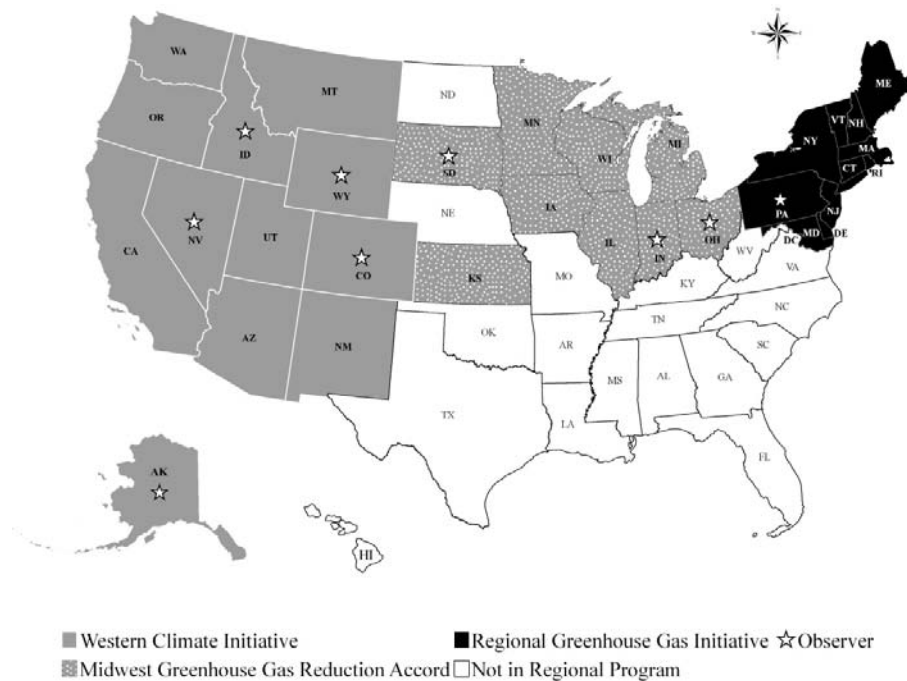 N
W
E
S
WA
MT
ND
ME
OR
MN
VT
NH
ID
SD
WI
MI
NY
MA
WY
CT
RI
NV
NE
IA
PA
NJ
UT
IL
IN
OH
MD
DE
CA
CO
DC
WV
KS
MO
KY
VA
AZ
NM
OK
TN
NC
AR
SC
MS
AL
GA
TX
LA
FL
AK
HI
Western Climate Initiative
Regional Greenhouse Gas Initiative
Observer
Midwest Greenhouse Gas Reduction Accord
Not in Regional Program